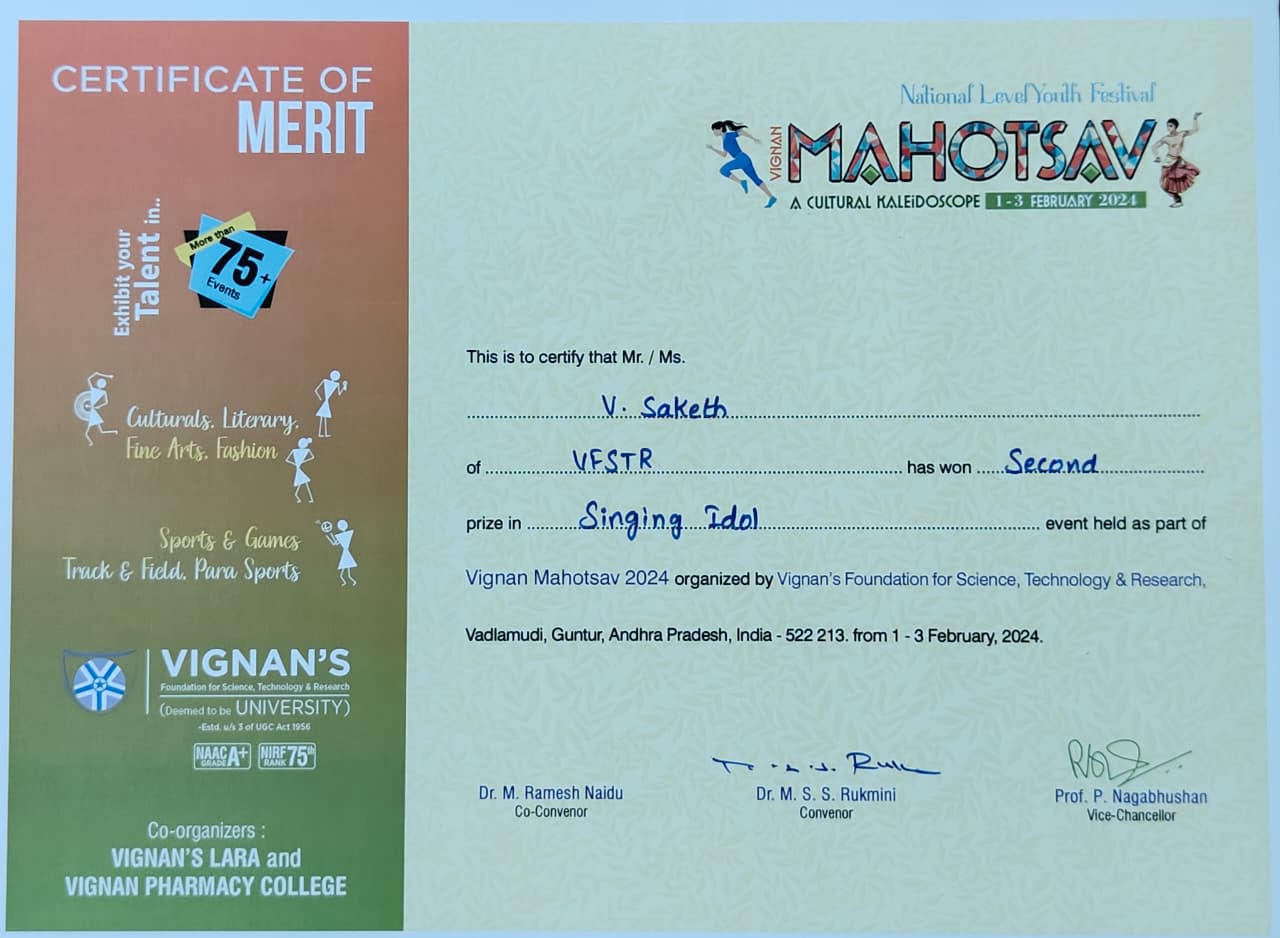 CERTIFICATE OF
MERIT
Exhibit your
Talent in..
More than
75+
Events
Culturals, Literary,
Fine Arts, Fashion
Sports & Games
Track & Field, Para Sports
VIGNAN'S
Foundation for Science, Technology & Research
(Deemed to be UNIVERSITY)
-Estd. u/s 3 of UGC Act 1956
NAAC GRADE A+ NIRF RANK 75th
Co-organizers :
VIGNAN'S LARA and
VIGNAN PHARMACY COLLEGE
National Level Youth Festival
VIGNAN
MAHOTSAV
A CULTURAL KALEiDOSCOPE 1-3 FEBRUARY 2024
This is to certify that Mr. / Ms.
V. Saketh
of VFSTR has won Second
prize in Singing Idol event held as part of
Vignan Mahotsav 2024 organized by Vignan's Foundation for Science, Technology & Research,
Vadlamudi, Guntur, Andhra Pradesh, India - 522 213. from 1 - 3 February, 2024.
Dr. M. Ramesh Naidu
Co-Convenor
Dr. M. S. S. Rukmini
Convenor
Prof. P. Nagabhushan
Vice-Chancellor